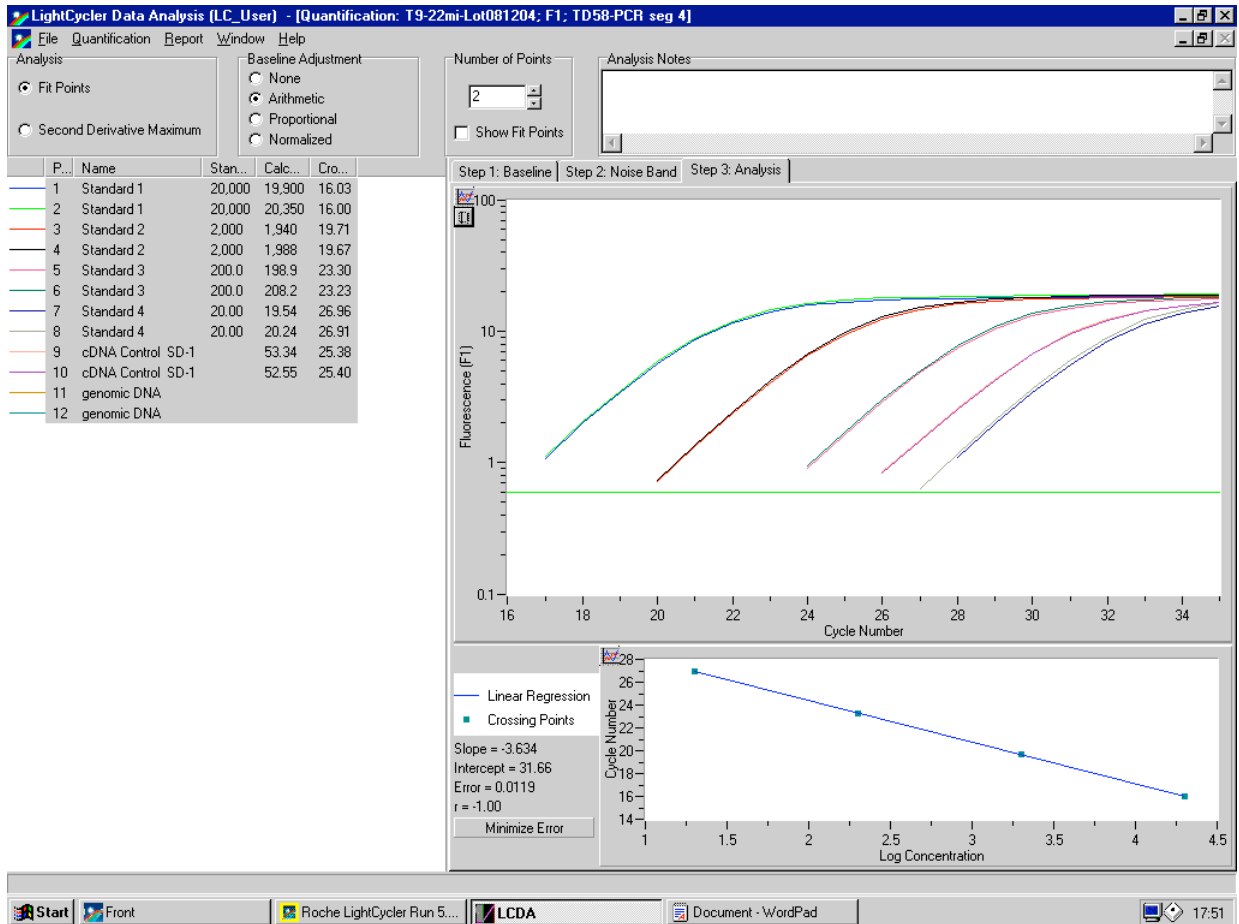 LightCycler Data Analysis (LC_User) - [Quantification: T9-22mi-Lot081204; F1; TD58-PCR seg 4]
File Quantification Report Window Help
Analysis
Fit Points
Second Derivative Maximum
Baseline Adjustment
None
Arithmetic
Proportional
Normalized
Number of Points
2
Show Fit Points
Analysis Notes
P... Name Stan... Calc... Cro...
1 Standard 1 20,000 19,900 16.03
2 Standard 1 20,000 20,350 16.00
3 Standard 2 2,000 1,940 19.71
4 Standard 2 2,000 1,988 19.67
5 Standard 3 200.0 198.9 23.30
6 Standard 3 200.0 208.2 23.23
7 Standard 4 20.00 19.54 26.96
8 Standard 4 20.00 20.24 26.91
9 cDNA Control SD-1 53.34 25.38
10 cDNA Control SD-1 52.55 25.40
11 genomic DNA
12 genomic DNA
Step 1: Baseline Step 2: Noise Band Step 3: Analysis
100
10
1
0.1
Fluorescence (F1)
16 18 20 22 24 26 28 30 32 34
Cycle Number
Linear Regression
Crossing Points
Slope = -3.634
Intercept = 31.66
Error = 0.0119
r = -1.00
Minimize Error
28
26
24
22
20
18
16
14
Cycle Number
1 1.5 2 2.5 3 3.5 4 4.5
Log Concentration
Start Front Roche LightCycler Run 5.... LCDA Document - WordPad 17:51